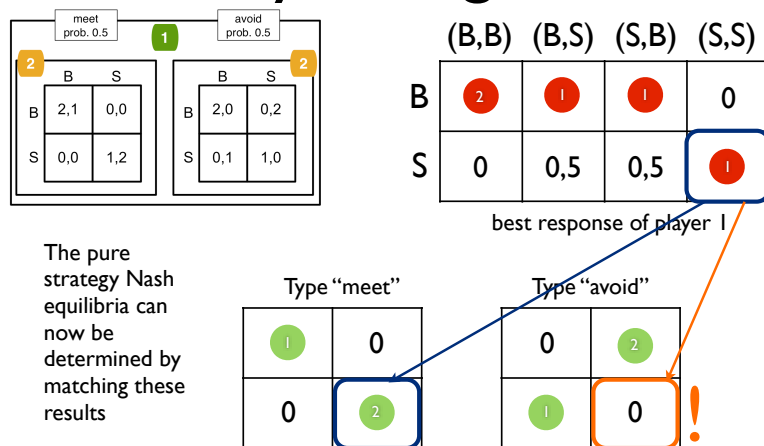 meet
prob. 0.5
avoid
prob. 0.5
1
2
2
B S
B 2,1 0,0
S 0,0 1,2
B S
B 2,0 0,2
S 0,1 1,0
(B,B) (B,S) (S,B) (S,S)
B 2 1 1 0
S 0 0,5 0,5 1
best response of player 1
The pure
strategy Nash
equilibria can
now be
determined by
matching these
results
Type “meet”
1 0
0 2
Type “avoid”
0 2
1 0
!